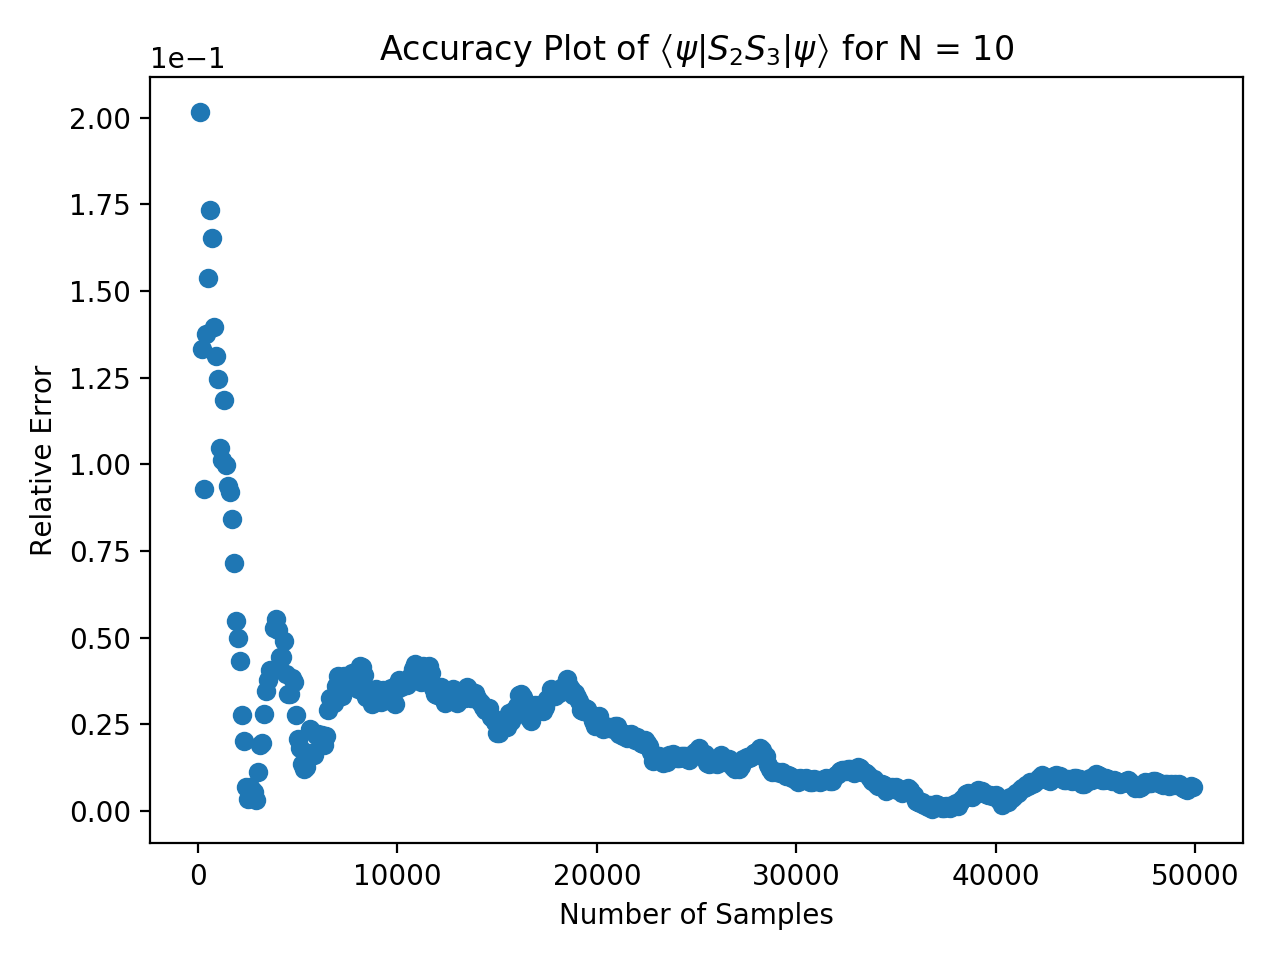 Accuracy Plot of ⟨ψ|S₂S₃|ψ⟩ for N = 10
1e−1
2.00
1.75
1.50
1.25
1.00
0.75
0.50
0.25
0.00
Relative Error
0 10000 20000 30000 40000 50000
Number of Samples